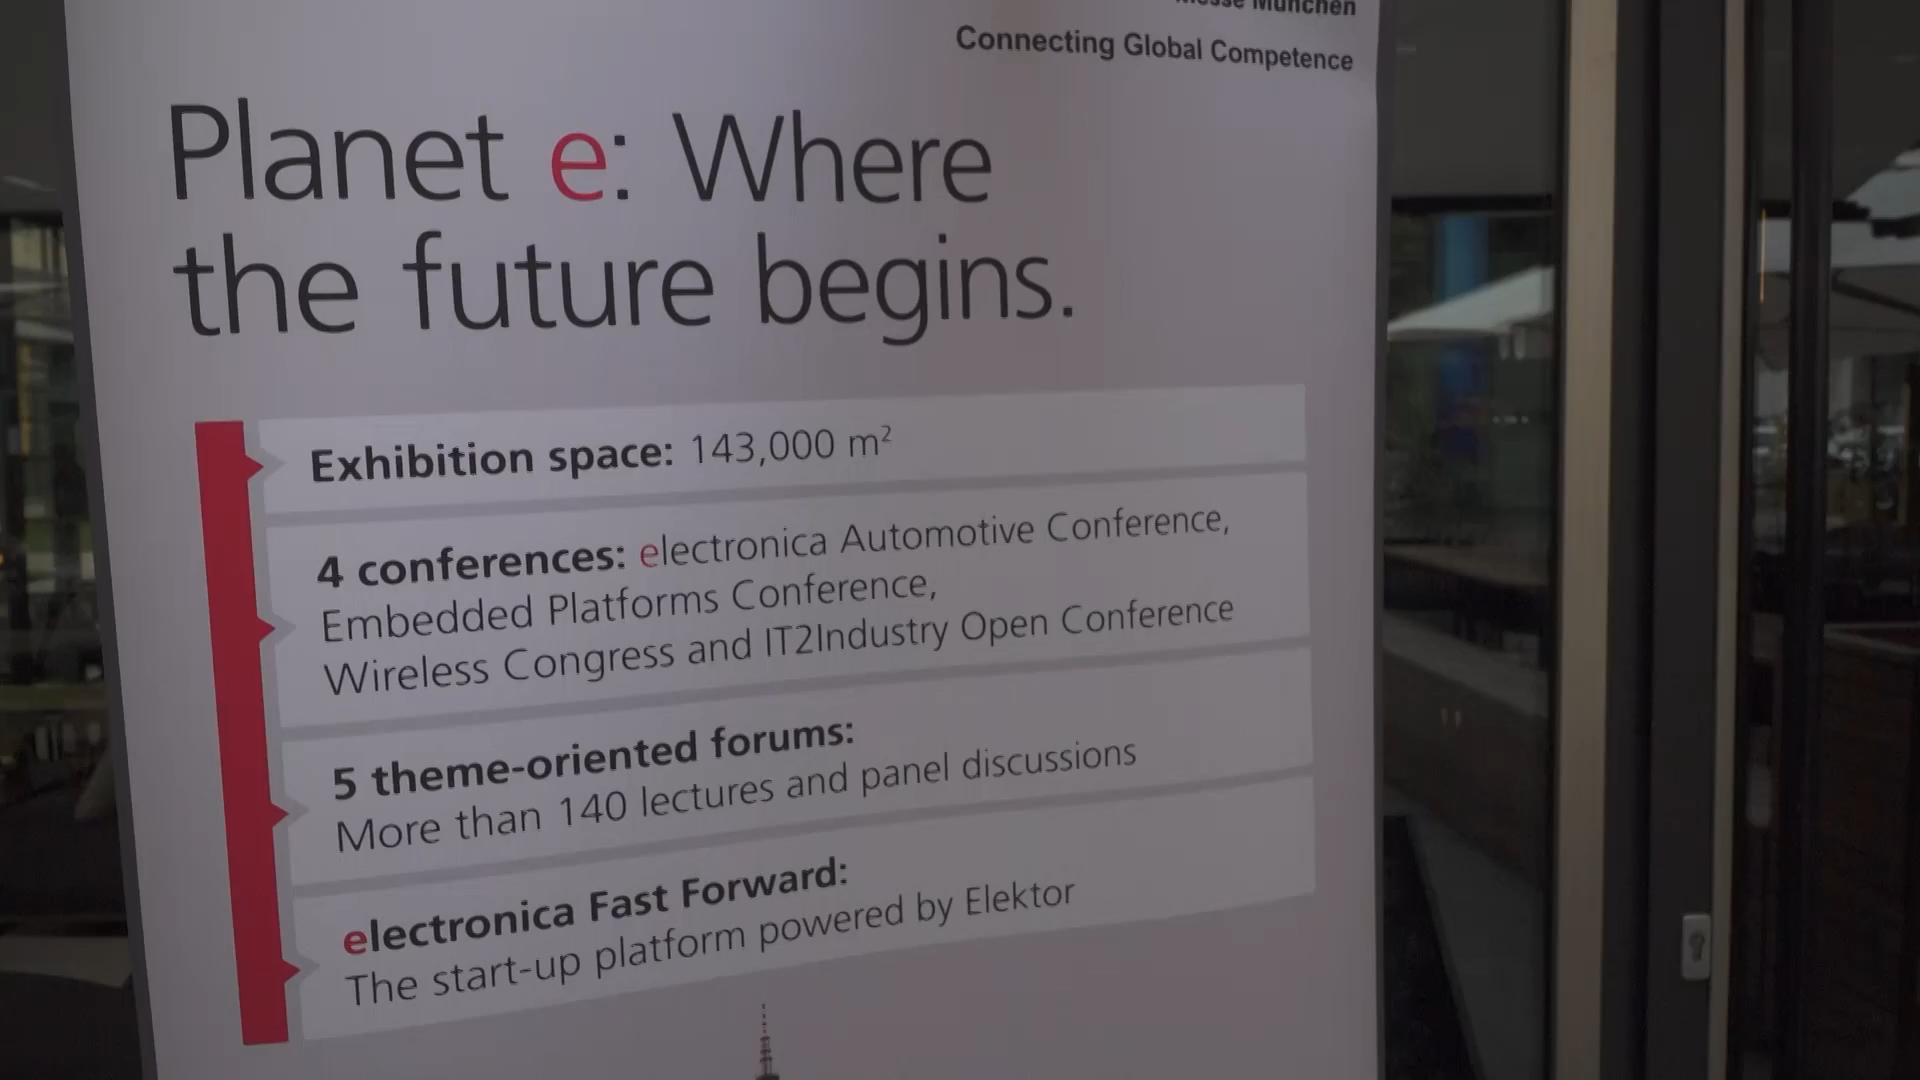 Messe München
Connecting Global Competence
Planet e: Where
the future begins.
Exhibition space: 143,000 m²
4 conferences: electronica Automotive Conference,
Embedded Platforms Conference,
Wireless Congress and IT2Industry Open Conference
5 theme-oriented forums:
More than 140 lectures and panel discussions
electronica Fast Forward:
The start-up platform powered by Elektor